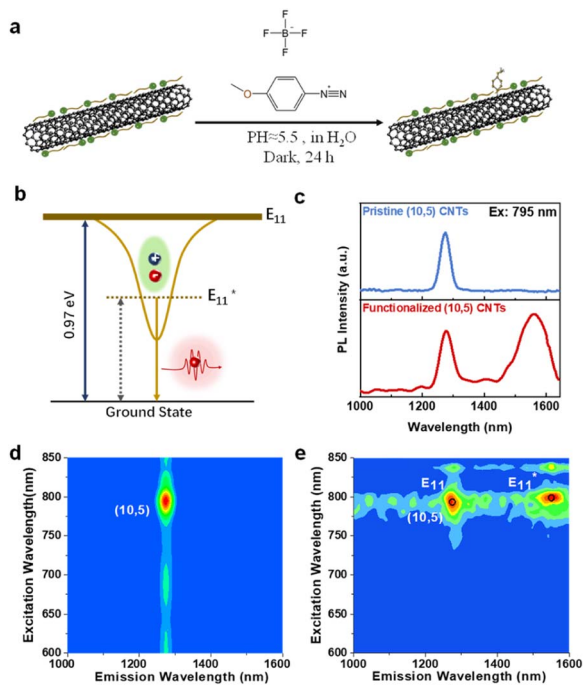 a
F
F
B
-
F
F
O
N≡N
+
PH≈5.5 , in H₂O
Dark, 24 h
b
E₁₁
E₁₁*
0.97 eV
Ground State
c
Pristine (10,5) CNTs
Ex: 795 nm
Functionalized (10,5) CNTs
PL Intensity (a.u.)
1000 1200 1400 1600
Wavelength (nm)
d
Excitation Wavelength(nm)
850
800
750
700
650
600
(10,5)
1000 1200 1400 1600
Emission Wavelength (nm)
e
Excitation Wavelength (nm)
850
800
750
700
650
600
E₁₁
E₁₁*
(10,5)
1000 1200 1400 1600
Emission Wavelength (nm)